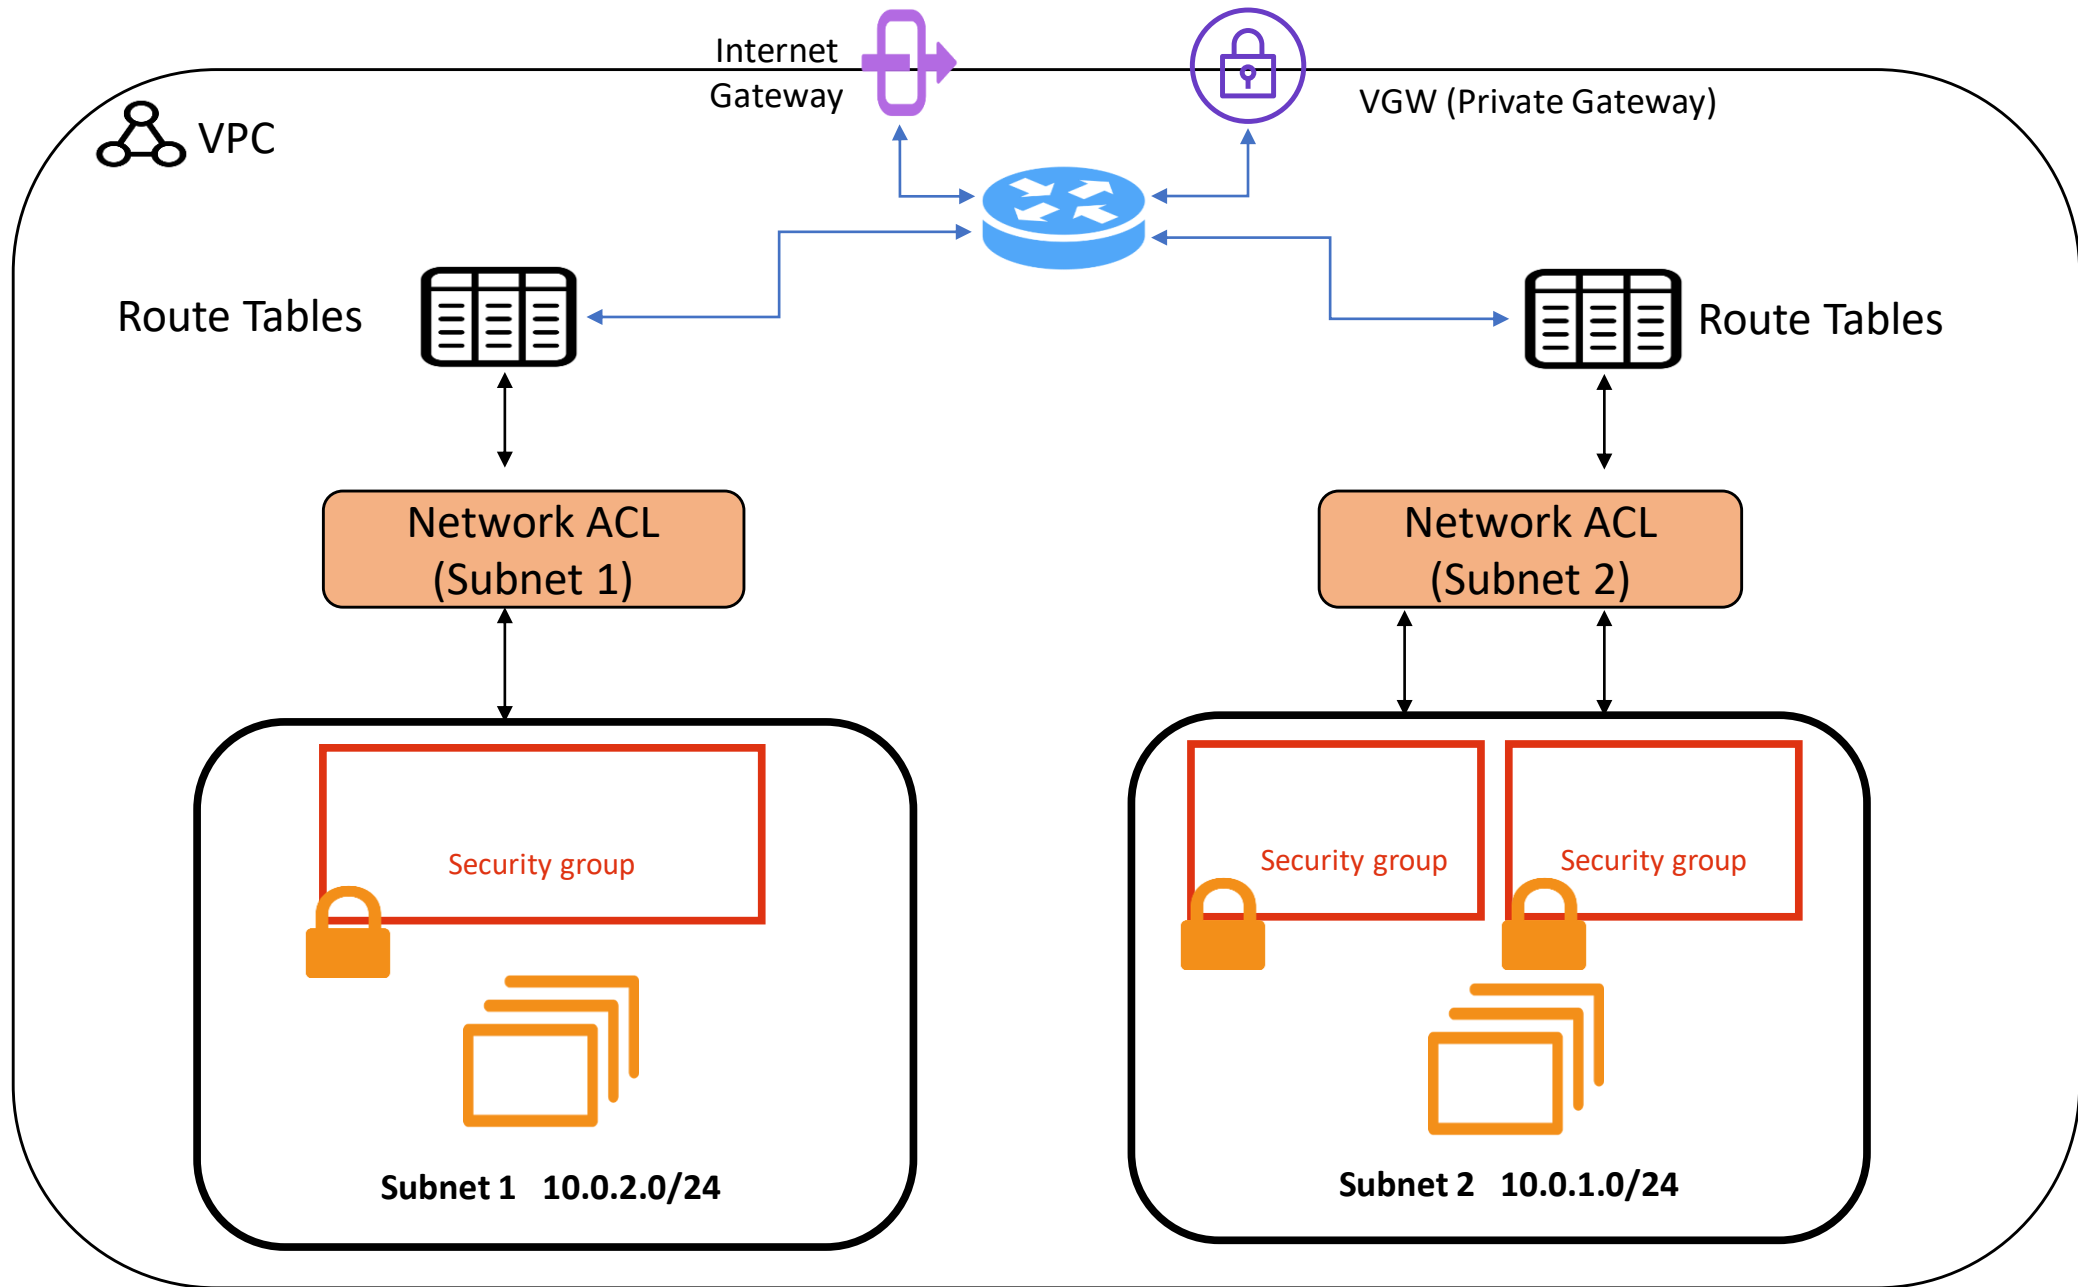 Internet
Gateway
VGW (Private Gateway)
VPC
Route Tables
Route Tables
Network ACL
(Subnet 1)
Network ACL
(Subnet 2)
Security group
Security group
Security group
Subnet 1 10.0.2.0/24
Subnet 2 10.0.1.0/24